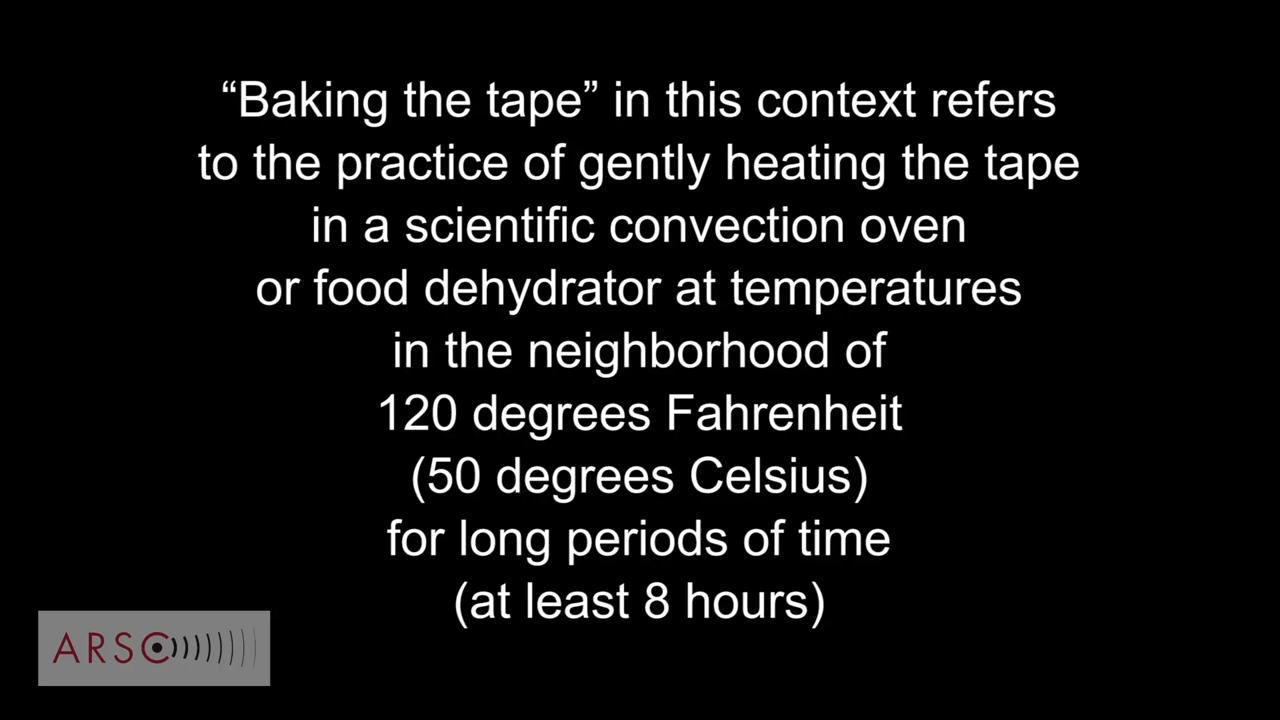 “Baking the tape” in this context refers
to the practice of gently heating the tape
in a scientific convection oven
or food dehydrator at temperatures
in the neighborhood of
120 degrees Fahrenheit
(50 degrees Celsius)
for long periods of time
(at least 8 hours)
ARSC